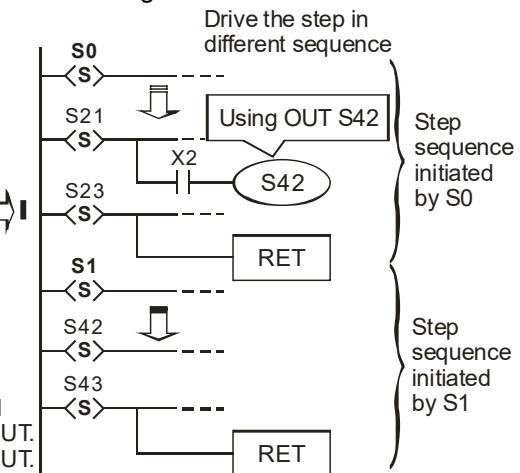 Drive the step in
different sequence
S0
S
S21
S
Using OUT S42
X2
S42
S23
S
RET
Step
sequence
initiated
by S0
S1
S
S42
S
S43
S
RET
Step
sequence
initiated
by S1
UT.
UT.